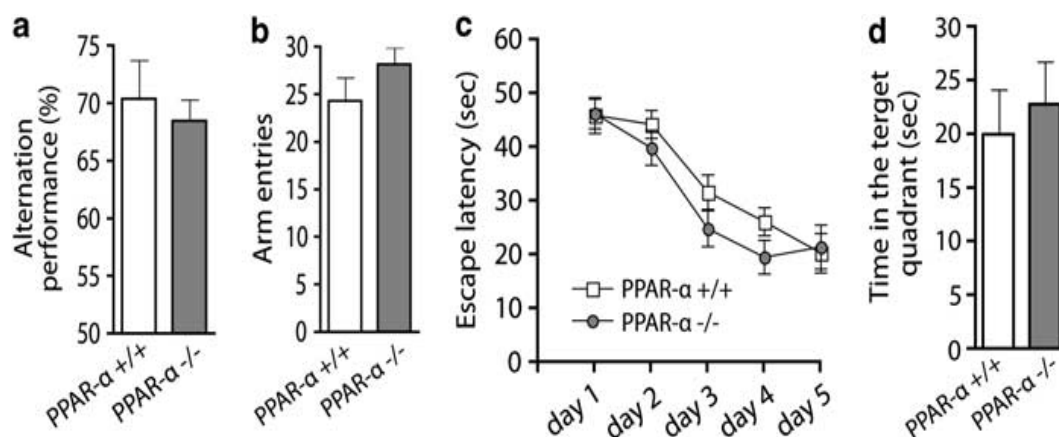 a
Alternation
performance (%)
75
70
65
60
55
50
PPAR-α +/+
PPAR-α -/-
b
Arm entries
30
25
20
15
10
5
0
PPAR-α +/+
PPAR-α -/-
c
Escape latency (sec)
60
50
40
30
20
10
0
PPAR-α +/+
PPAR-α -/-
day 1
day 2
day 3
day 4
day 5
d
Time in the terget
quadrant (sec)
30
25
20
15
10
5
0
PPAR-α +/+
PPAR-α -/-